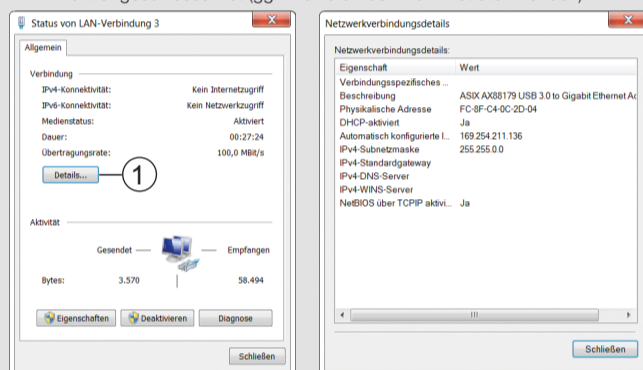 Status von LAN-Verbindung 3
Allgemein
Verbindung
IPv4-Konnektivität: Kein Internetzugriff
IPv6-Konnektivität: Kein Netzwerkzugriff
Medienstatus: Aktiviert
Dauer: 00:27:24
Übertragungsrate: 100,0 MBit/s
Details...
1
Aktivität
Gesendet Empfangen
Bytes: 3.570 58.494
Eigenschaften Deaktivieren Diagnose
Schließen
Netzwerkverbindungsdetails
Netzwerkverbindungsdetails:
Eigenschaft Wert
Verbindungsspezifisches ...
Beschreibung ASIX AX88179 USB 3.0 to Gigabit Ethernet Ac
Physikalische Adresse FC-8F-C4-0C-2D-04
DHCP-aktiviert Ja
Automatisch konfigurierte I... 169.254.211.136
IPv4-Subnetzmaske 255.255.0.0
IPv4-Standardgateway
IPv4-DNS-Server
IPv4-WINS-Server
NetBIOS über TCPIP aktivi... Ja
Schließen